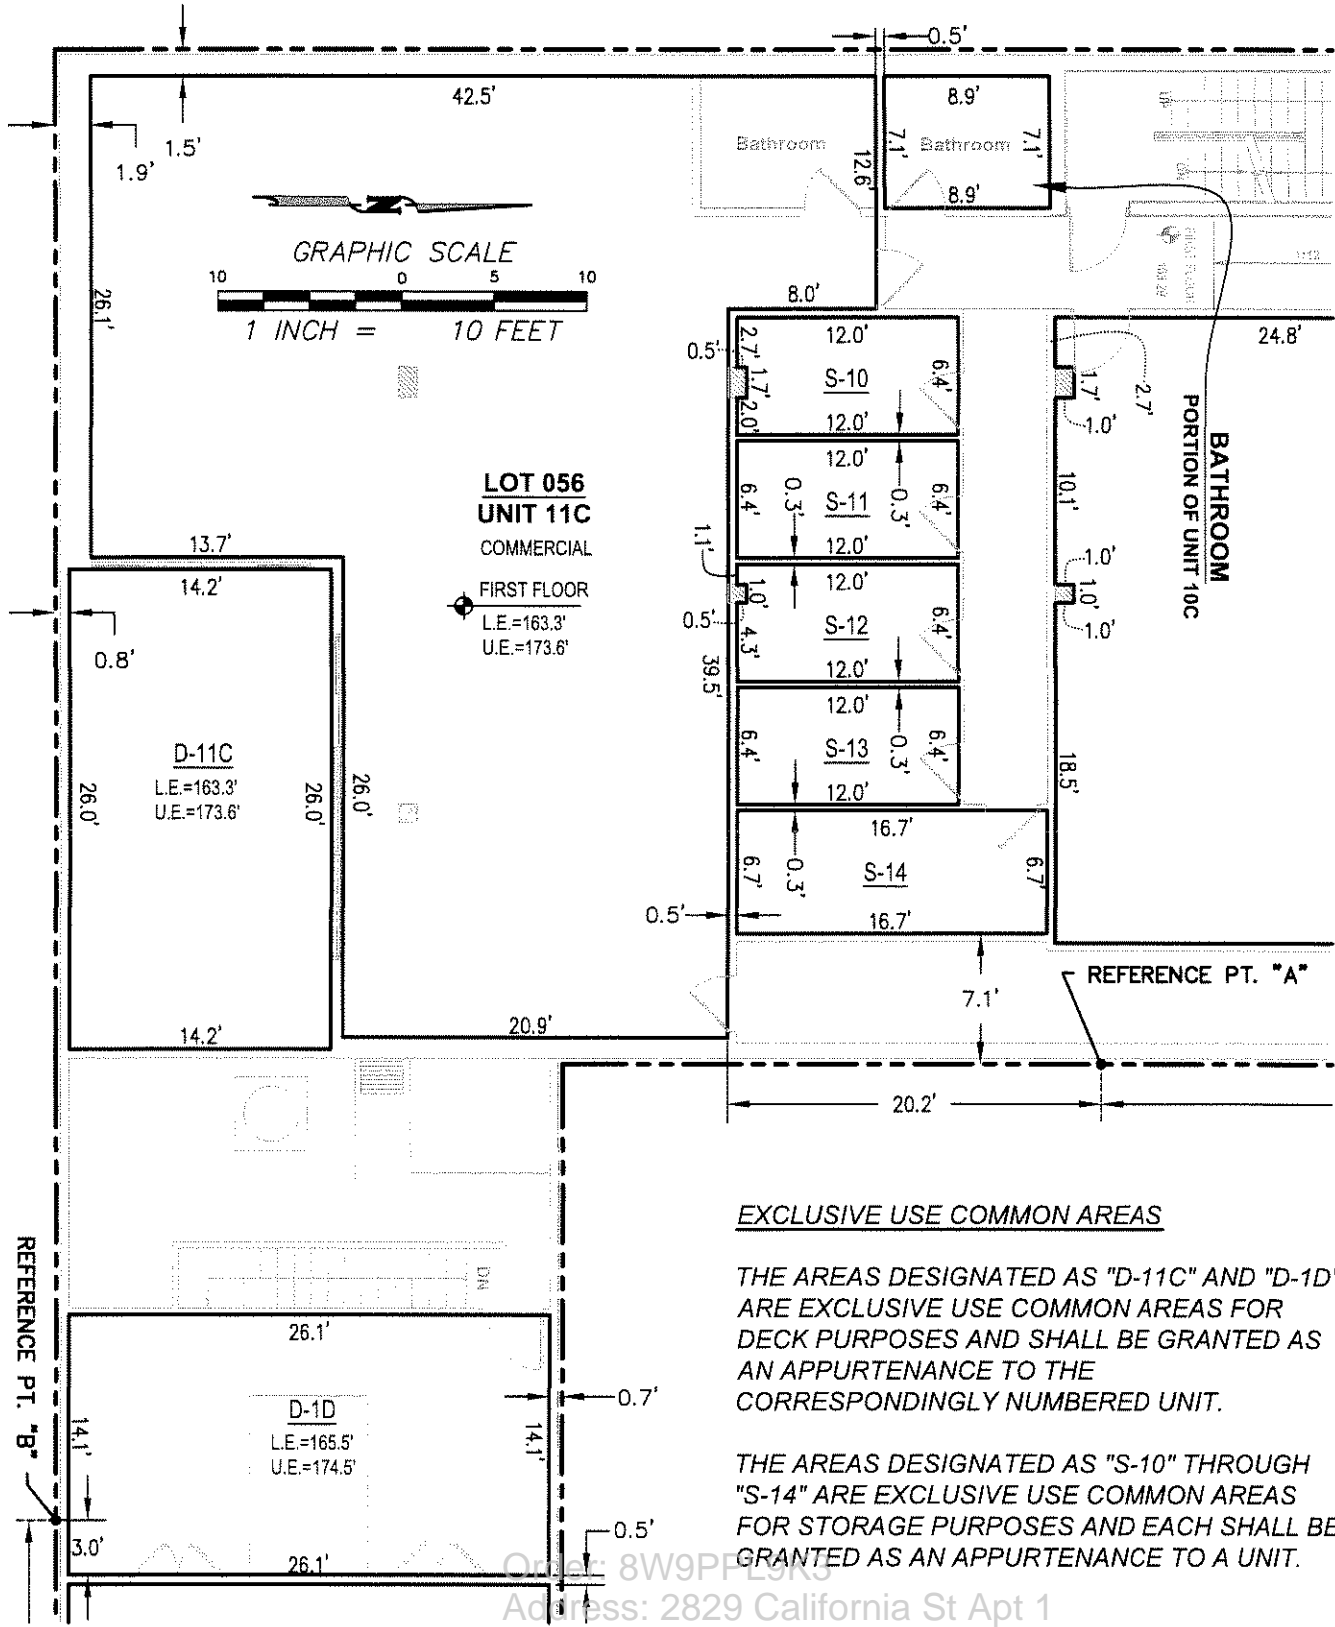 0.5'
42.5'
8.9'
1.5'
1.9'
Bathroom
12.6'
7.1'
Bathroom
7.1'
8.9'
UP
N
GRAPHIC SCALE
10 0 5 10
1 INCH = 10 FEET
26.1'
8.0'
1:12
24.8'
0.5'
2.7'
1.7'
2.0'
12.0'
S-10
6.4'
12.0'
1.7'
1.0'
2.7'
BATHROOM
PORTION OF UNIT 10C
LOT 056
UNIT 11C
COMMERCIAL
FIRST FLOOR
L.E.=163.3'
U.E.=173.6'
12.0'
6.4'
0.3'
S-11
0.3'
6.4'
12.0'
10.1'
13.7'
14.2'
1.1'
1.0'
0.5'
4.3'
12.0'
S-12
6.4'
12.0'
1.0'
1.0'
1.0'
0.8'
39.5'
12.0'
6.4'
S-13
0.3'
6.4'
12.0'
18.5'
D-11C
L.E.=163.3'
U.E.=173.6'
26.0'
26.0'
26.0'
16.7'
6.7'
0.3'
S-14
6.7'
0.5'
16.7'
7.1'
REFERENCE PT. "A"
14.2'
20.9'
20.2'
EXCLUSIVE USE COMMON AREAS
THE AREAS DESIGNATED AS "D-11C" AND "D-1D"
ARE EXCLUSIVE USE COMMON AREAS FOR
DECK PURPOSES AND SHALL BE GRANTED AS
AN APPURTENANCE TO THE
CORRESPONDINGLY NUMBERED UNIT.
THE AREAS DESIGNATED AS "S-10" THROUGH
"S-14" ARE EXCLUSIVE USE COMMON AREAS
FOR STORAGE PURPOSES AND EACH SHALL BE
GRANTED AS AN APPURTENANCE TO A UNIT.
DN
REFERENCE PT. "B"
26.1'
D-1D
L.E.=165.5'
U.E.=174.5'
14.1'
14.1'
0.7'
3.0'
26.1'
0.5'
Order: 8W9PPL9K3
Address: 2829 California St Apt 1